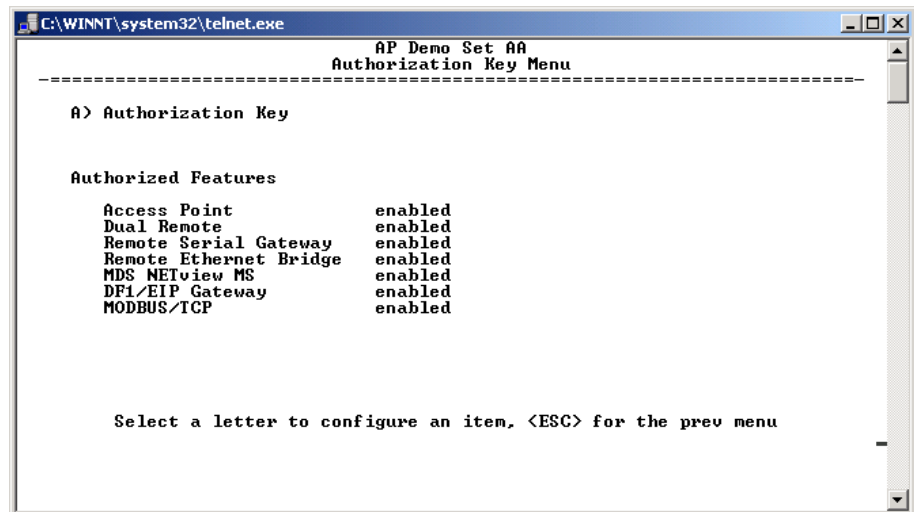 C:\WINNT\system32\telnet.exe
AP Demo Set AA
Authorization Key Menu
-==========================================================================-
A) Authorization Key
Authorized Features
Access Point enabled
Dual Remote enabled
Remote Serial Gateway enabled
Remote Ethernet Bridge enabled
MDS NETview MS enabled
DF1/EIP Gateway enabled
MODBUS/TCP enabled
Select a letter to configure an item, <ESC> for the prev menu